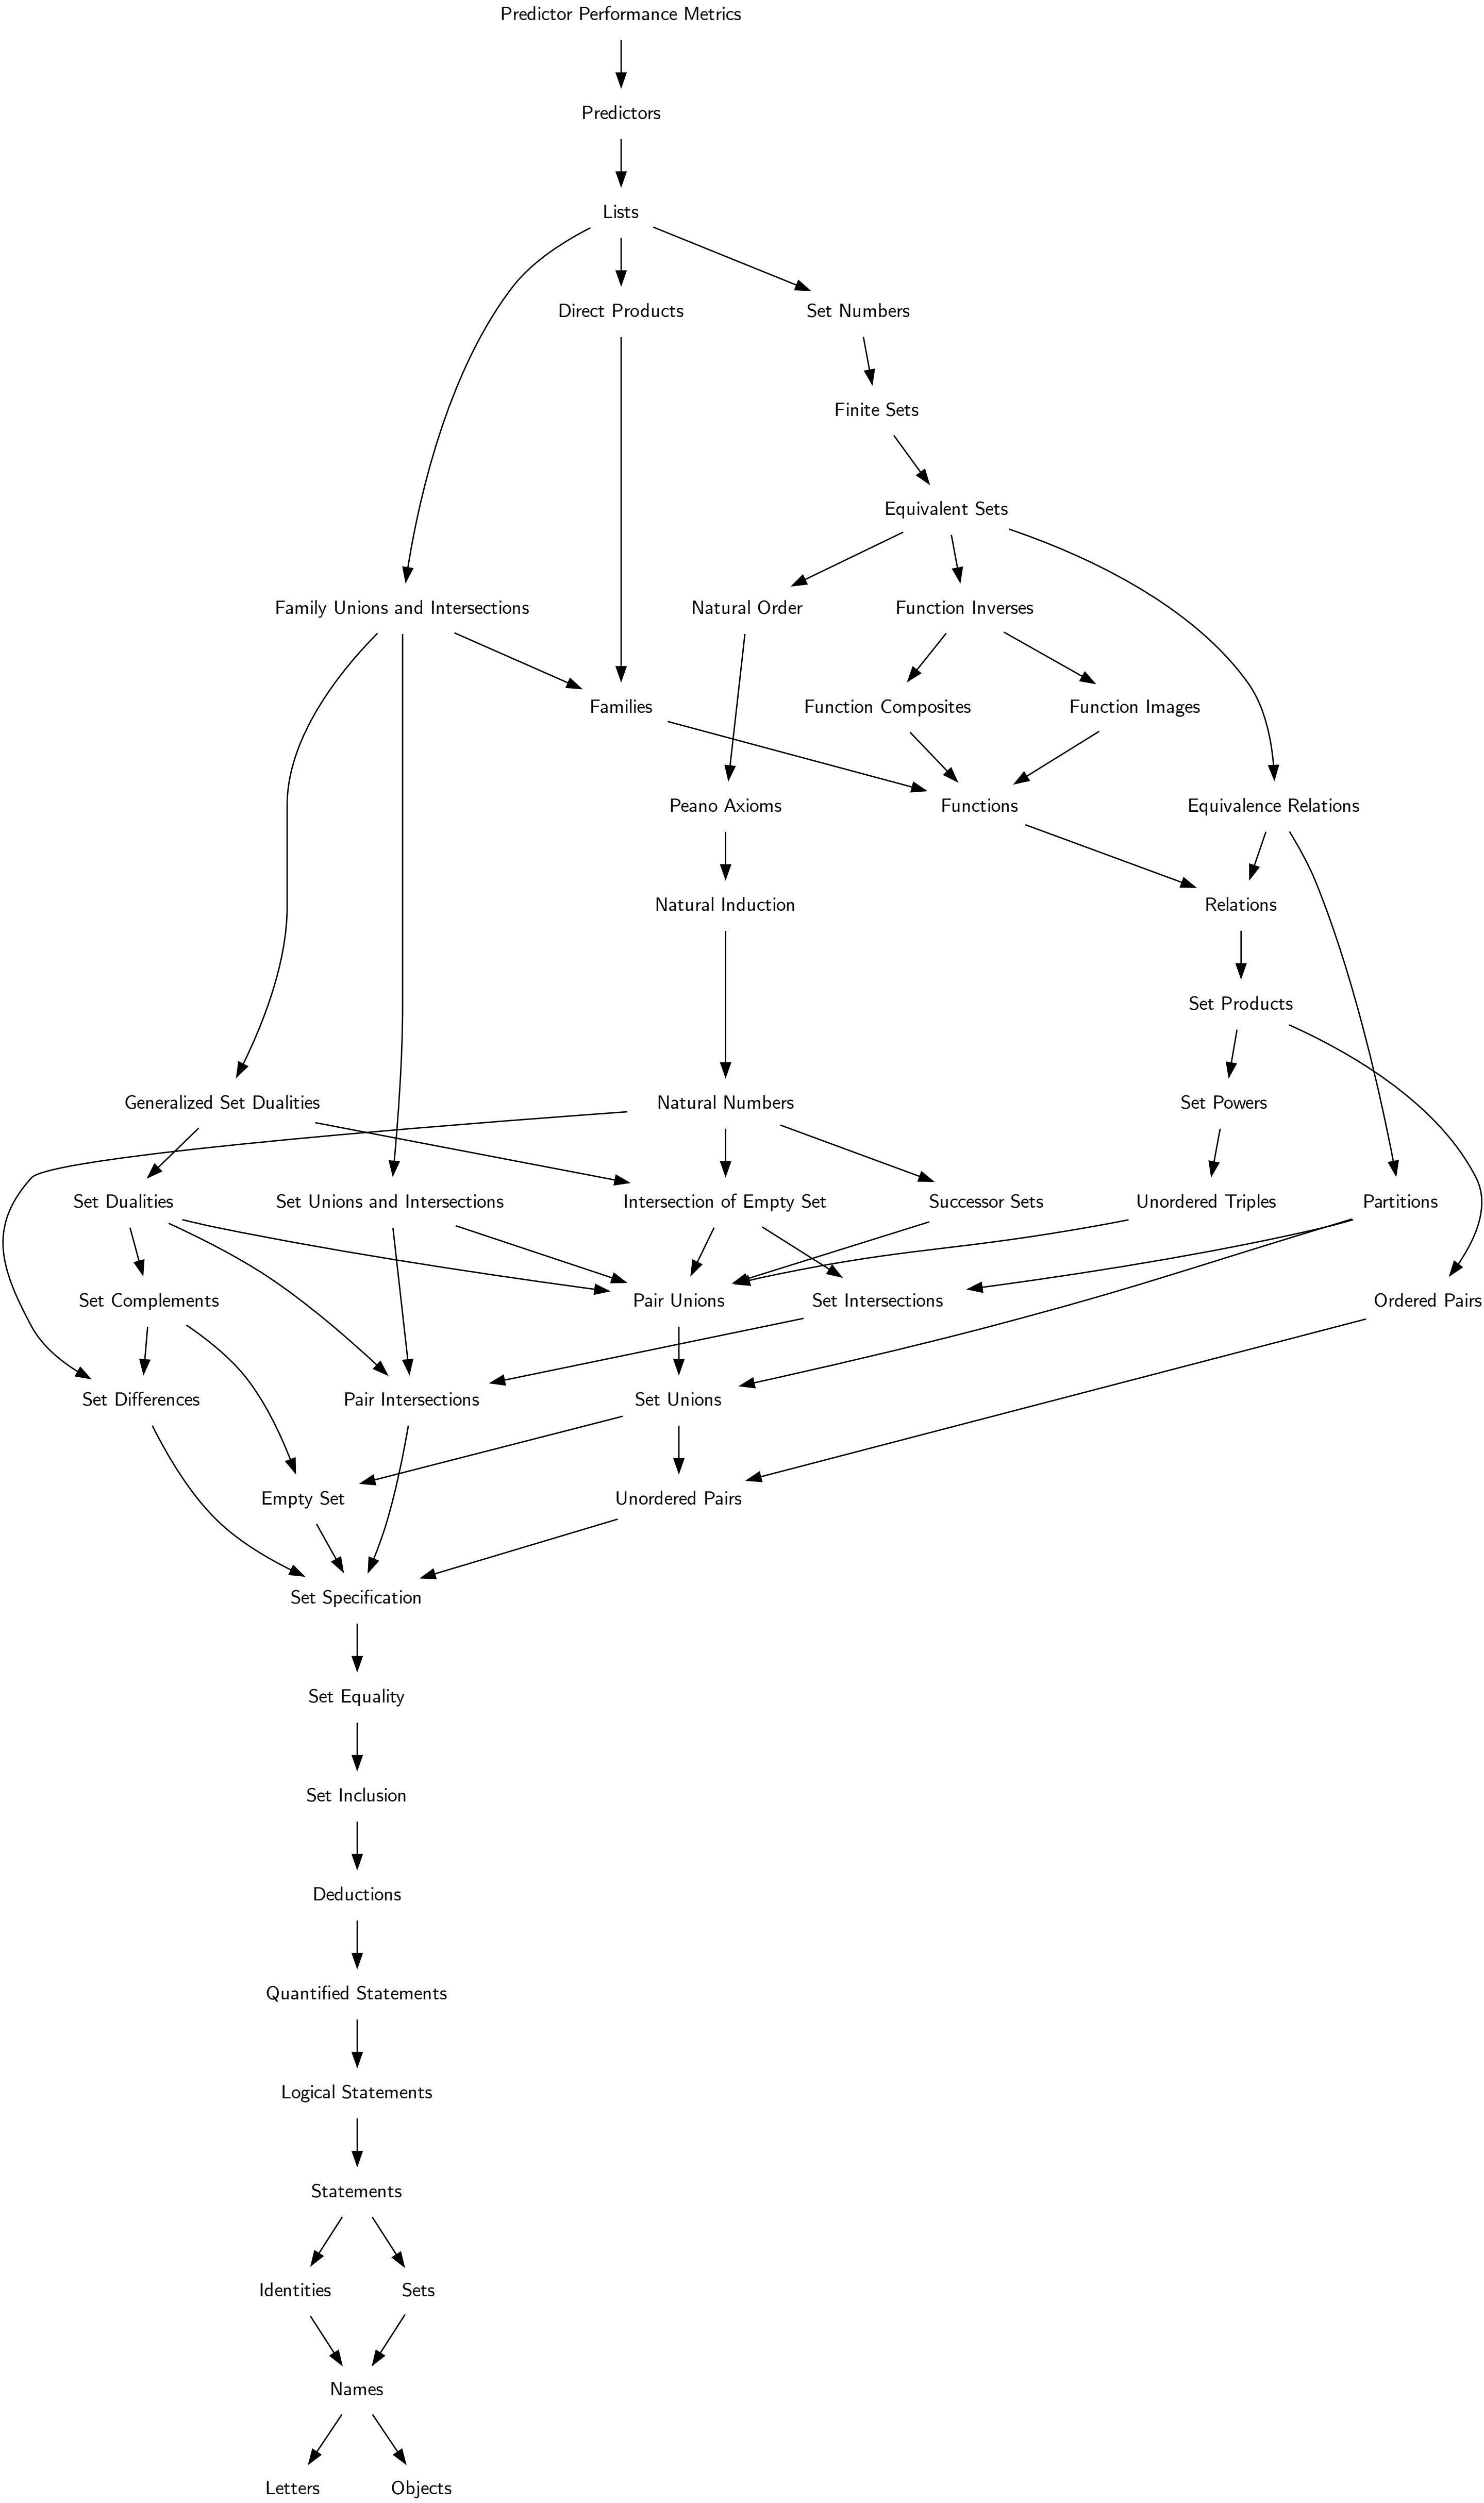 Predictor Performance Metrics
Predictors
Lists
Direct Products
Set Numbers
Finite Sets
Equivalent Sets
Family Unions and Intersections
Natural Order
Function Inverses
Families
Function Composites
Function Images
Peano Axioms
Functions
Equivalence Relations
Natural Induction
Relations
Set Products
Generalized Set Dualities
Natural Numbers
Set Powers
Set Dualities
Set Unions and Intersections
Intersection of Empty Set
Successor Sets
Unordered Triples
Partitions
Set Complements
Pair Unions
Set Intersections
Ordered Pairs
Set Differences
Pair Intersections
Set Unions
Empty Set
Unordered Pairs
Set Specification
Set Equality
Set Inclusion
Deductions
Quantified Statements
Logical Statements
Statements
Identities
Sets
Names
Letters
Objects